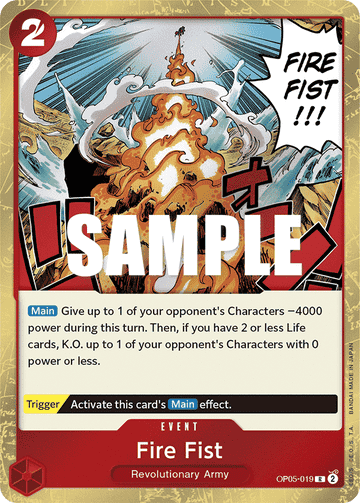 2
FIRE
FIST
!!!
SAMPLE
Main Give up to 1 of your opponent's Characters −4000
power during this turn. Then, if you have 2 or less Life
cards, K.O. up to 1 of your opponent's Characters with 0
power or less.
Trigger Activate this card's Main effect.
EVENT
Fire Fist
Revolutionary Army
OP05-019 R 2
BANDAI MADE IN JAPAN